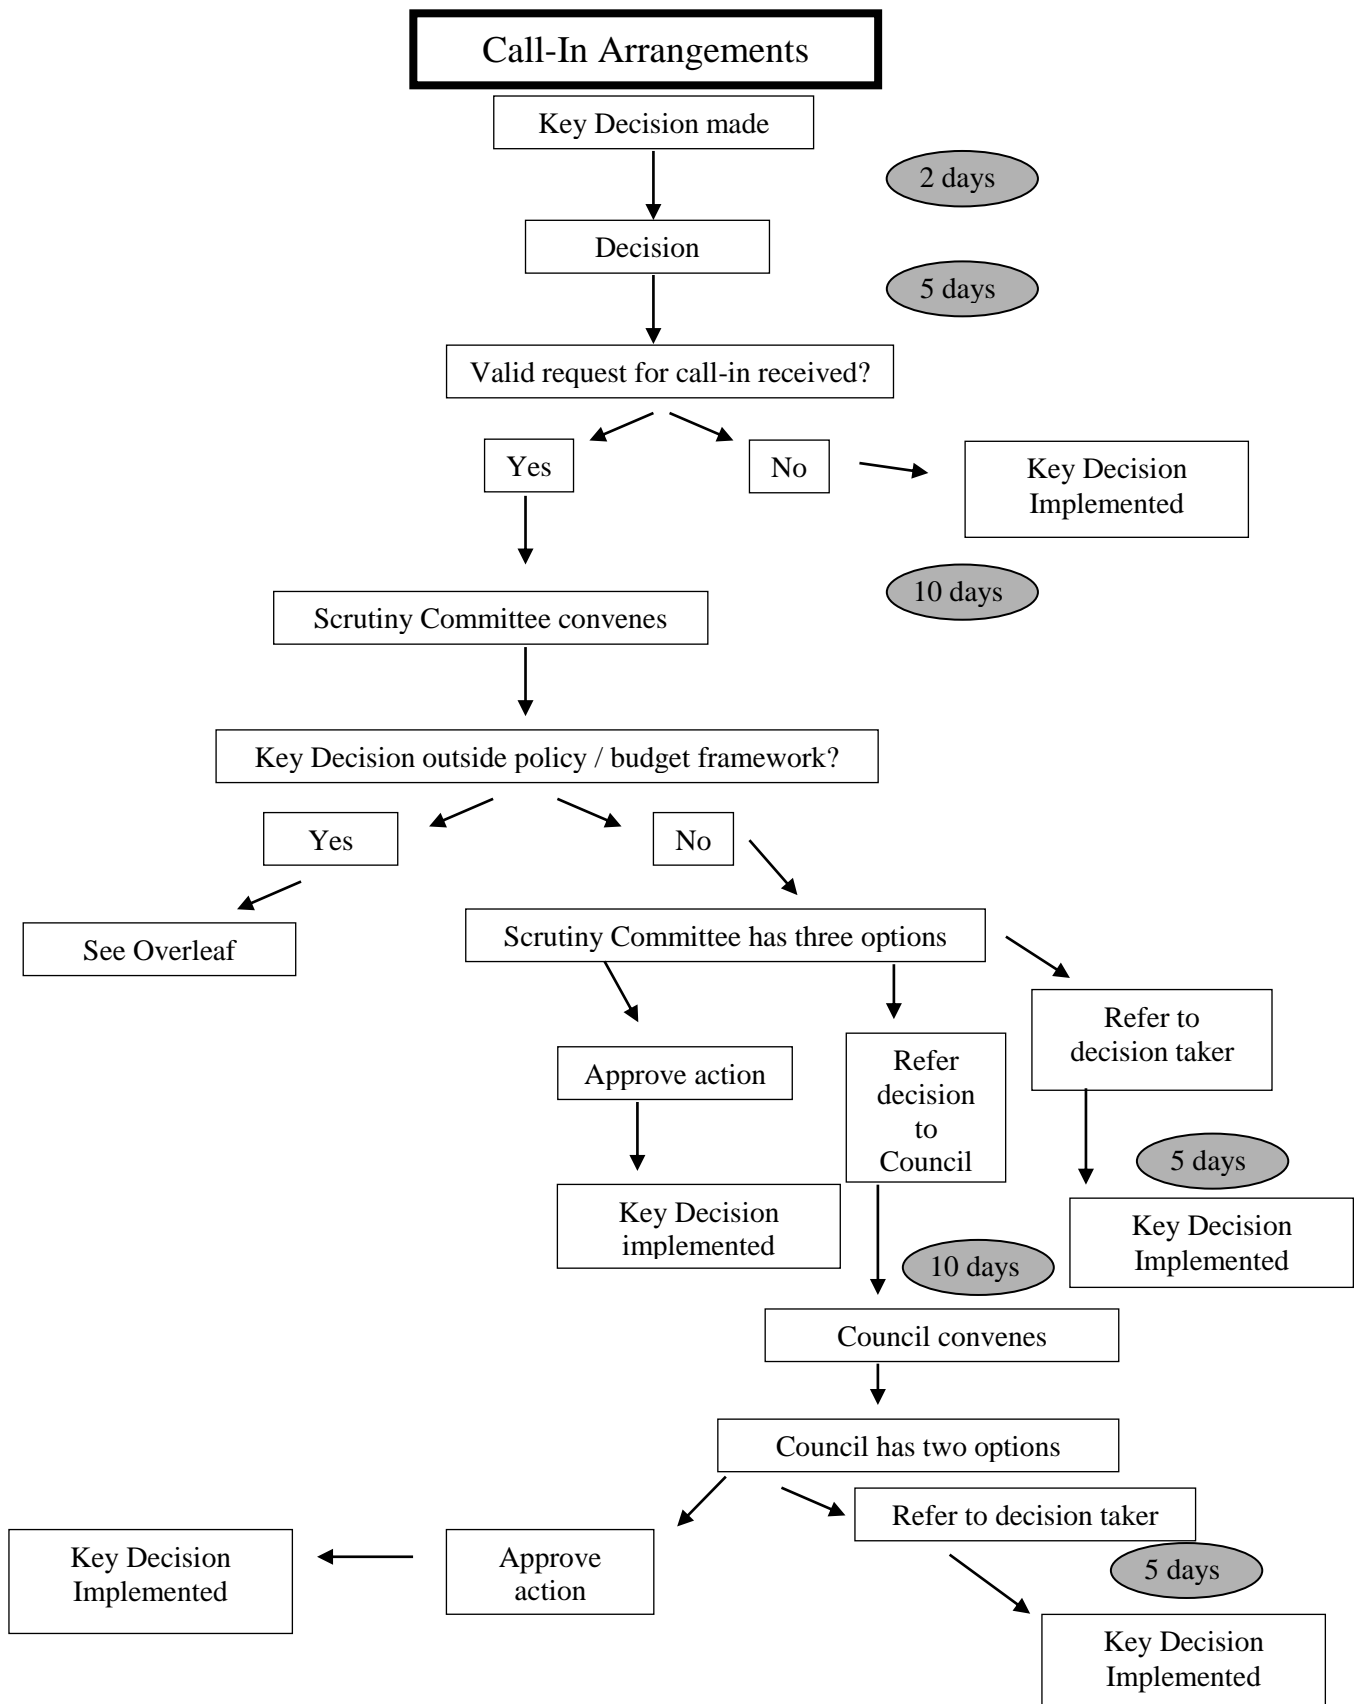 Call-In Arrangements
Key Decision made
2 days
Decision
5 days
Valid request for call-in received?
Yes
No
Key Decision
Implemented
10 days
Scrutiny Committee convenes
Key Decision outside policy / budget framework?
Yes
No
See Overleaf
Scrutiny Committee has three options
Refer to
decision taker
Approve action
Refer
decision
to
Council
5 days
Key Decision
implemented
Key Decision
Implemented
10 days
Council convenes
Council has two options
Refer to decision taker
Key Decision
Implemented
Approve
action
5 days
Key Decision
Implemented